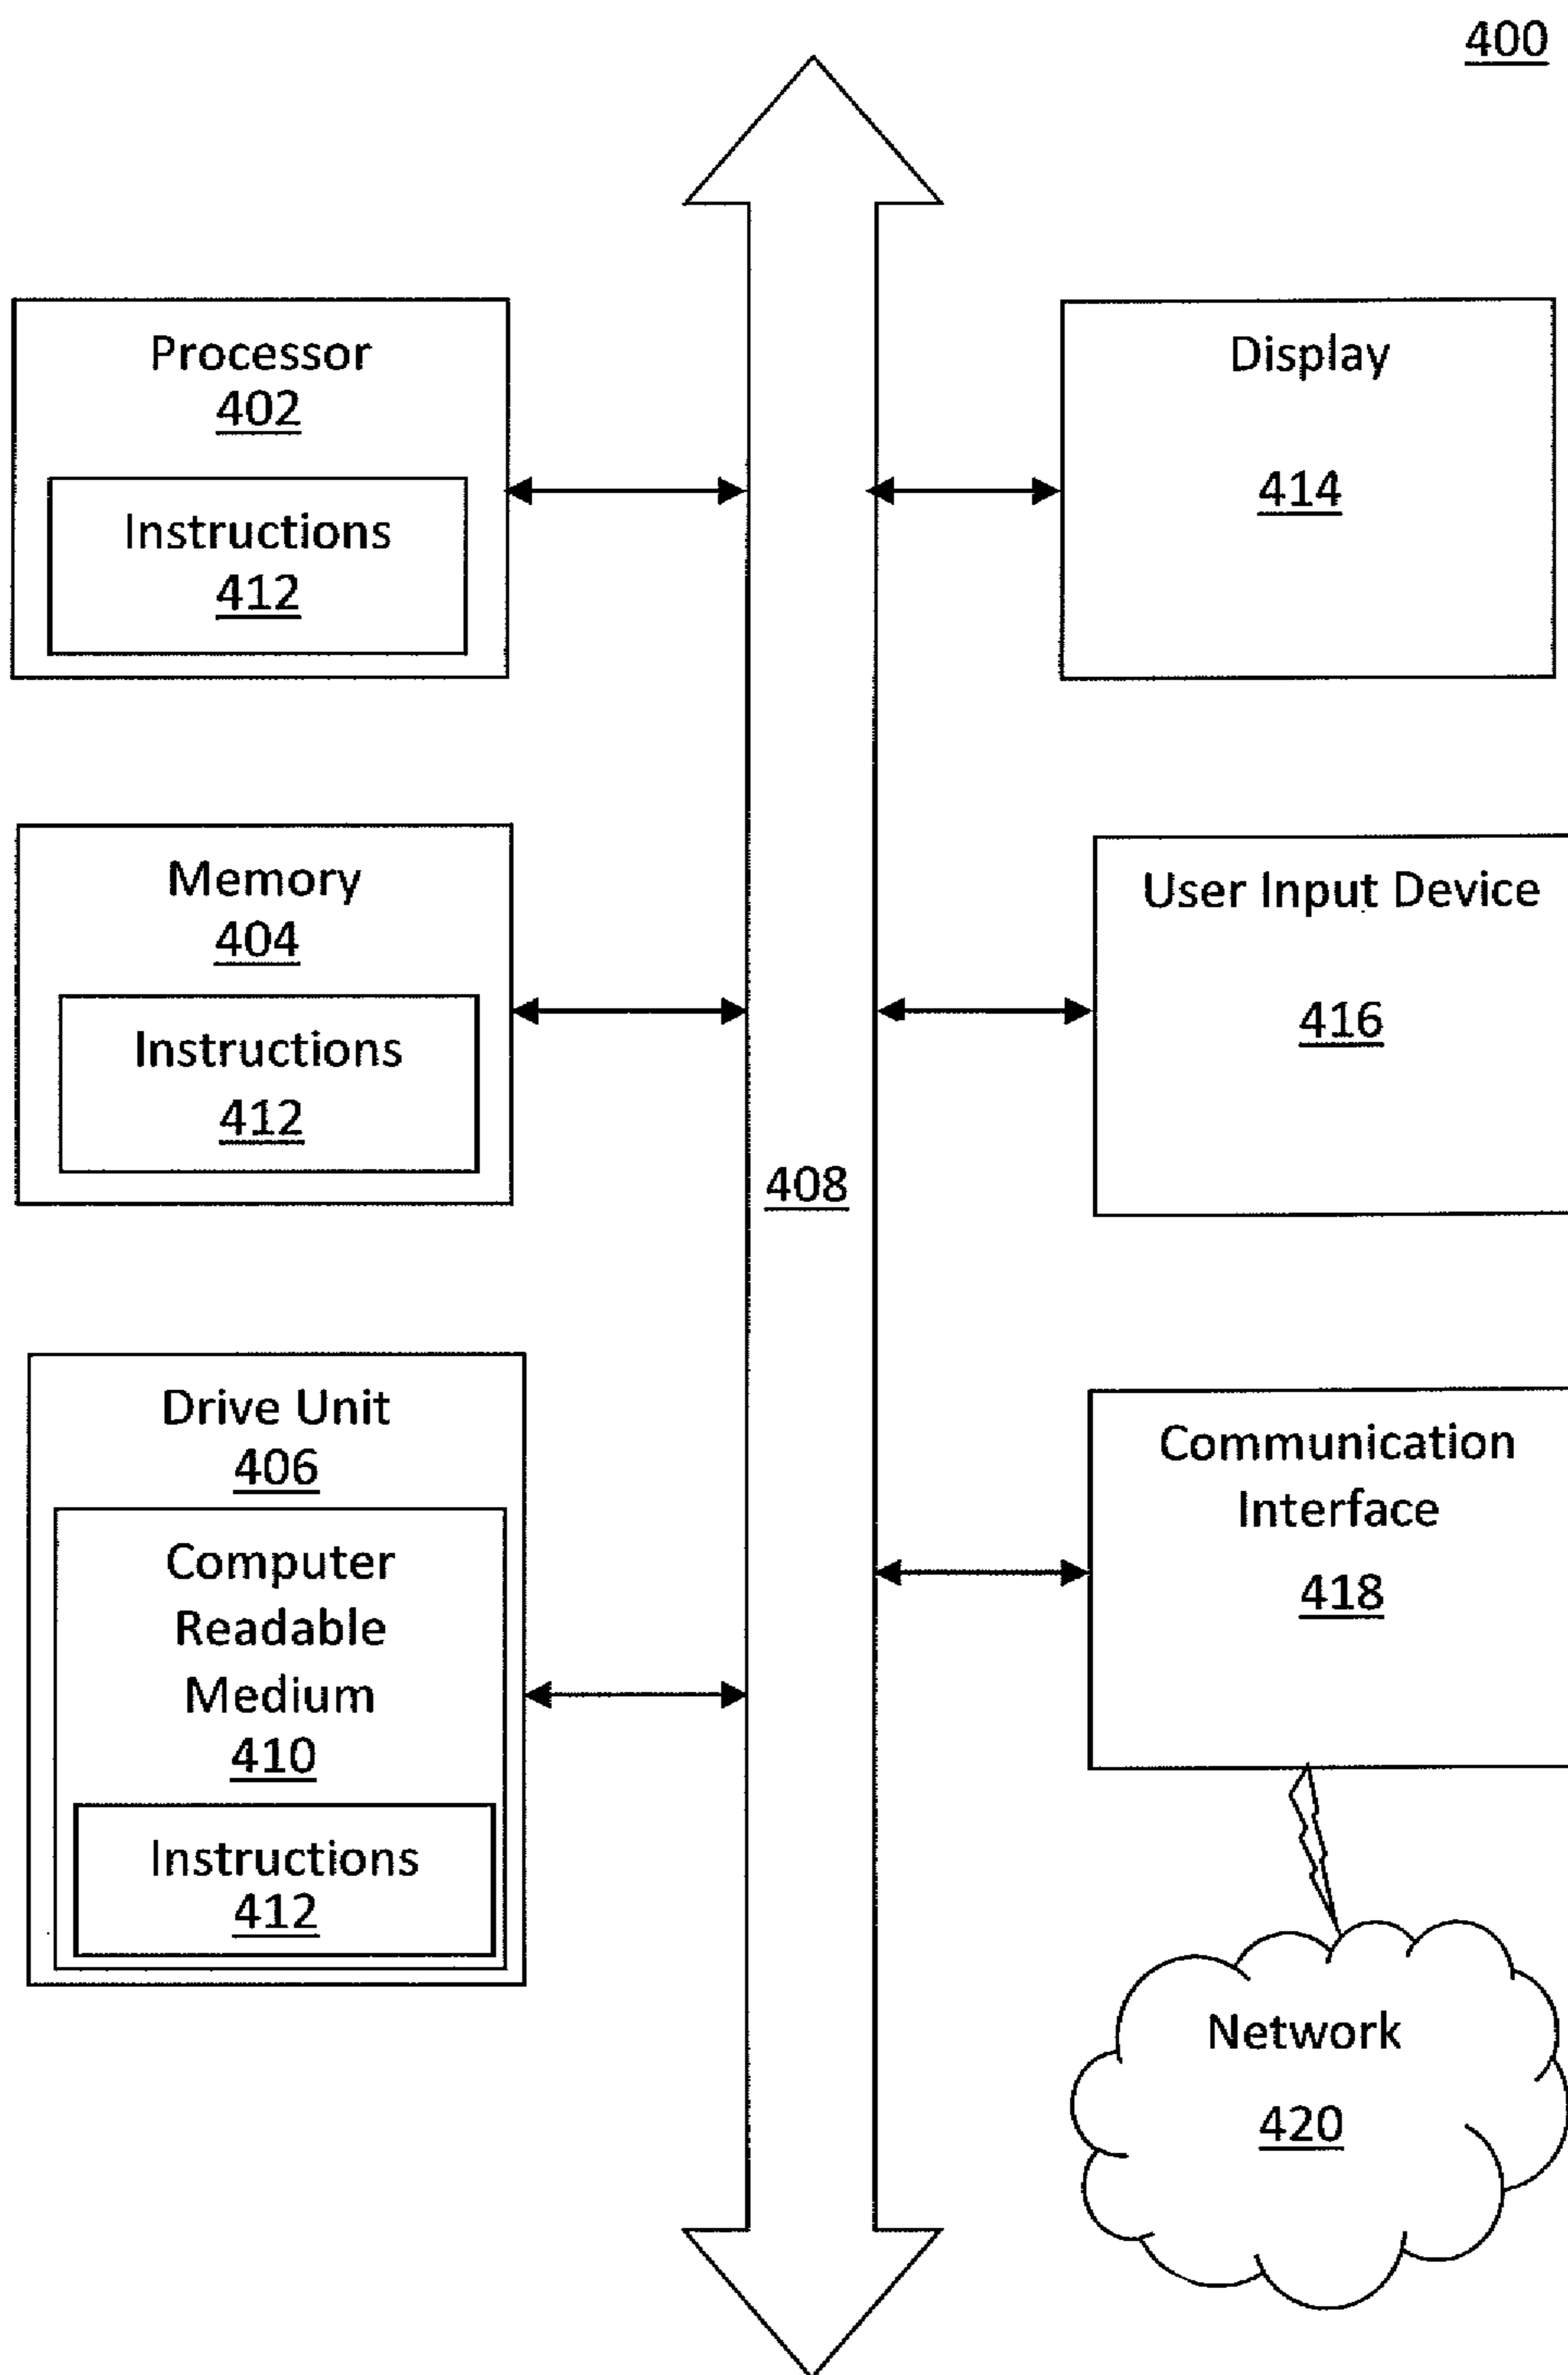 400
Processor
402
Instructions
412
Memory
404
Instructions
412
Drive Unit
406
Computer
Readable
Medium
410
Instructions
412
408
Display
414
User Input Device
416
Communication
Interface
418
Network
420